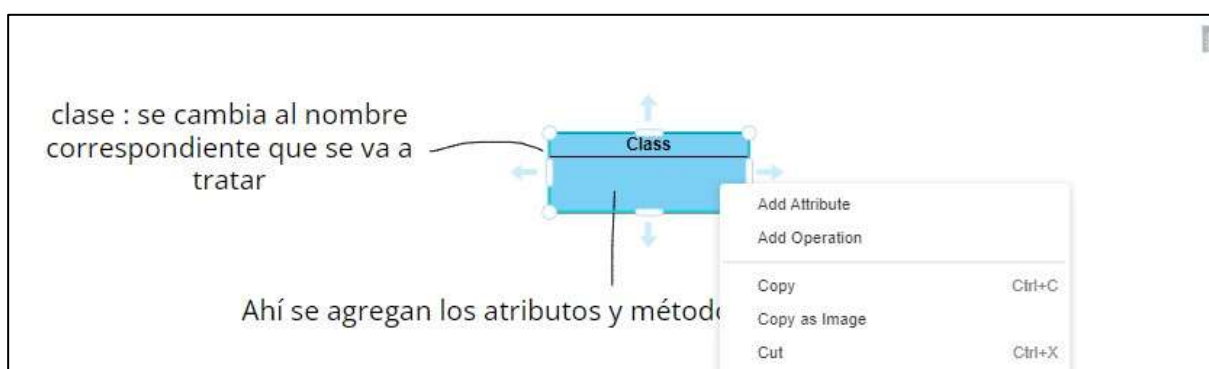 clase : se cambia al nombre
correspondiente que se va a
tratar
Class
Add Attribute
Add Operation
Ahí se agregan los atributos y
Copy Ctrl+C
Copy as Image
Cut Ctrl+X